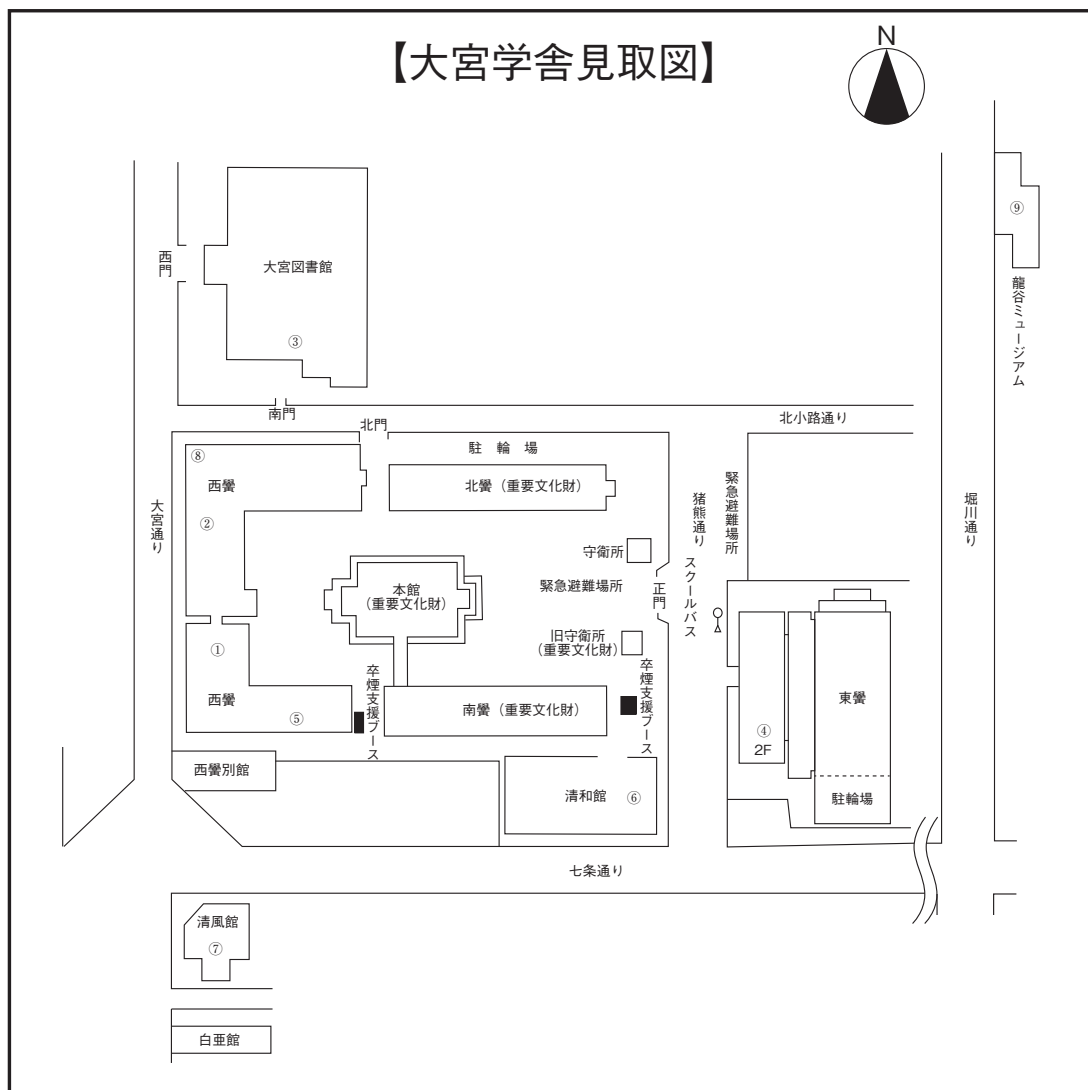 【大宮学舎見取図】
N
⑨
西門
大宮図書館
③
龍谷ミュージアム
南門
北小路通り
北門
駐輪場
⑧
西黌
北黌（重要文化財）
②
大宮通り
猪熊通り
緊急避難場所
堀川通り
守衛所
本館
（重要文化財）
緊急避難場所
正門
スクールバス
旧守衛所
（重要文化財）
①
西黌
⑤
卒煙支援ブース
南黌（重要文化財）
卒煙支援ブース
④
2F
東黌
西黌別館
清和館
⑥
駐輪場
七条通り
清風館
⑦
白亜館